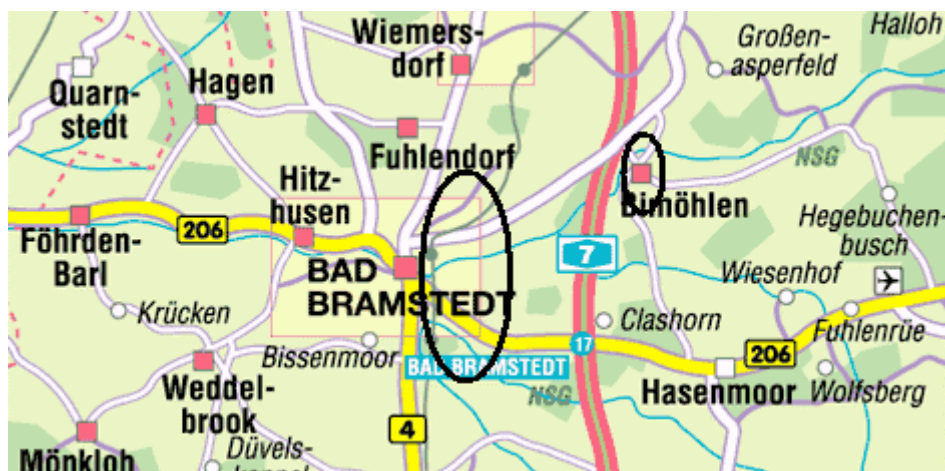 Wiemers-
dorf
Großen-
asperfeld
Halloh
Quarn-
stedt
Hagen
Fuhlendorf
NSG
Hitz-
husen
Bimöhlen
Hegebuchen-
busch
206
Föhrden-
Barl
7
BAD
BRAMSTEDT
Wiesenhof
Krücken
Clashorn
Fuhlenrüe
Bissenmoor
17
206
BAD BRAMSTEDT
Weddel-
brook
NSG
Hasenmoor
Wolfsberg
4
Mönkloh
Düvels-